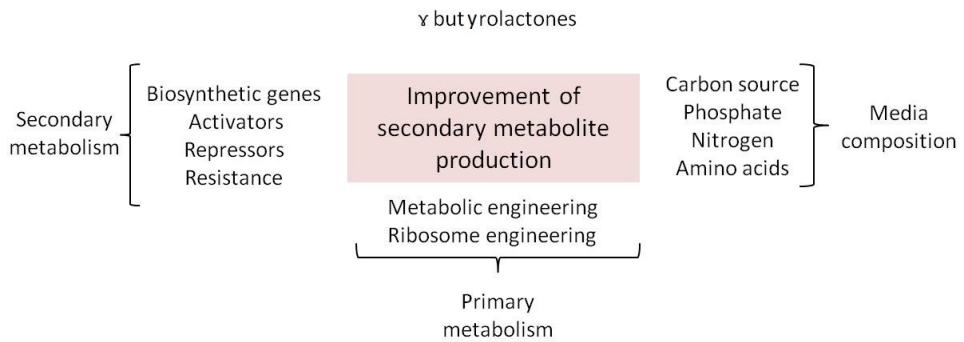 ɤ butyrolactones
Secondary
metabolism
Biosynthetic genes
Activators
Repressors
Resistance
Improvement of
secondary metabolite
production
Carbon source
Phosphate
Nitrogen
Amino acids
Media
composition
Metabolic engineering
Ribosome engineering
Primary
metabolism